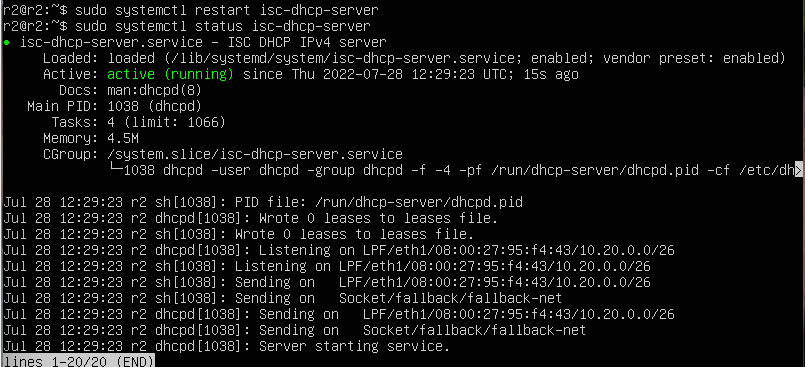 r2@r2:~$ sudo systemctl restart isc-dhcp-server
r2@r2:~$ sudo systemctl status isc-dhcp-server
● isc-dhcp-server.service - ISC DHCP IPv4 server
     Loaded: loaded (/lib/systemd/system/isc-dhcp-server.service; enabled; vendor preset: enabled)
     Active: active (running) since Thu 2022-07-28 12:29:23 UTC; 15s ago
       Docs: man:dhcpd(8)
   Main PID: 1038 (dhcpd)
      Tasks: 4 (limit: 1066)
     Memory: 4.5M
     CGroup: /system.slice/isc-dhcp-server.service
             └─1038 dhcpd -user dhcpd -group dhcpd -f -4 -pf /run/dhcp-server/dhcpd.pid -cf /etc/dh>

Jul 28 12:29:23 r2 sh[1038]: PID file: /run/dhcp-server/dhcpd.pid
Jul 28 12:29:23 r2 dhcpd[1038]: Wrote 0 leases to leases file.
Jul 28 12:29:23 r2 sh[1038]: Wrote 0 leases to leases file.
Jul 28 12:29:23 r2 dhcpd[1038]: Listening on LPF/eth1/08:00:27:95:f4:43/10.20.0.0/26
Jul 28 12:29:23 r2 sh[1038]: Listening on LPF/eth1/08:00:27:95:f4:43/10.20.0.0/26
Jul 28 12:29:23 r2 sh[1038]: Sending on   LPF/eth1/08:00:27:95:f4:43/10.20.0.0/26
Jul 28 12:29:23 r2 sh[1038]: Sending on   Socket/fallback/fallback-net
Jul 28 12:29:23 r2 dhcpd[1038]: Sending on   LPF/eth1/08:00:27:95:f4:43/10.20.0.0/26
Jul 28 12:29:23 r2 dhcpd[1038]: Sending on   Socket/fallback/fallback-net
Jul 28 12:29:23 r2 dhcpd[1038]: Server starting service.
lines 1-20/20 (END)